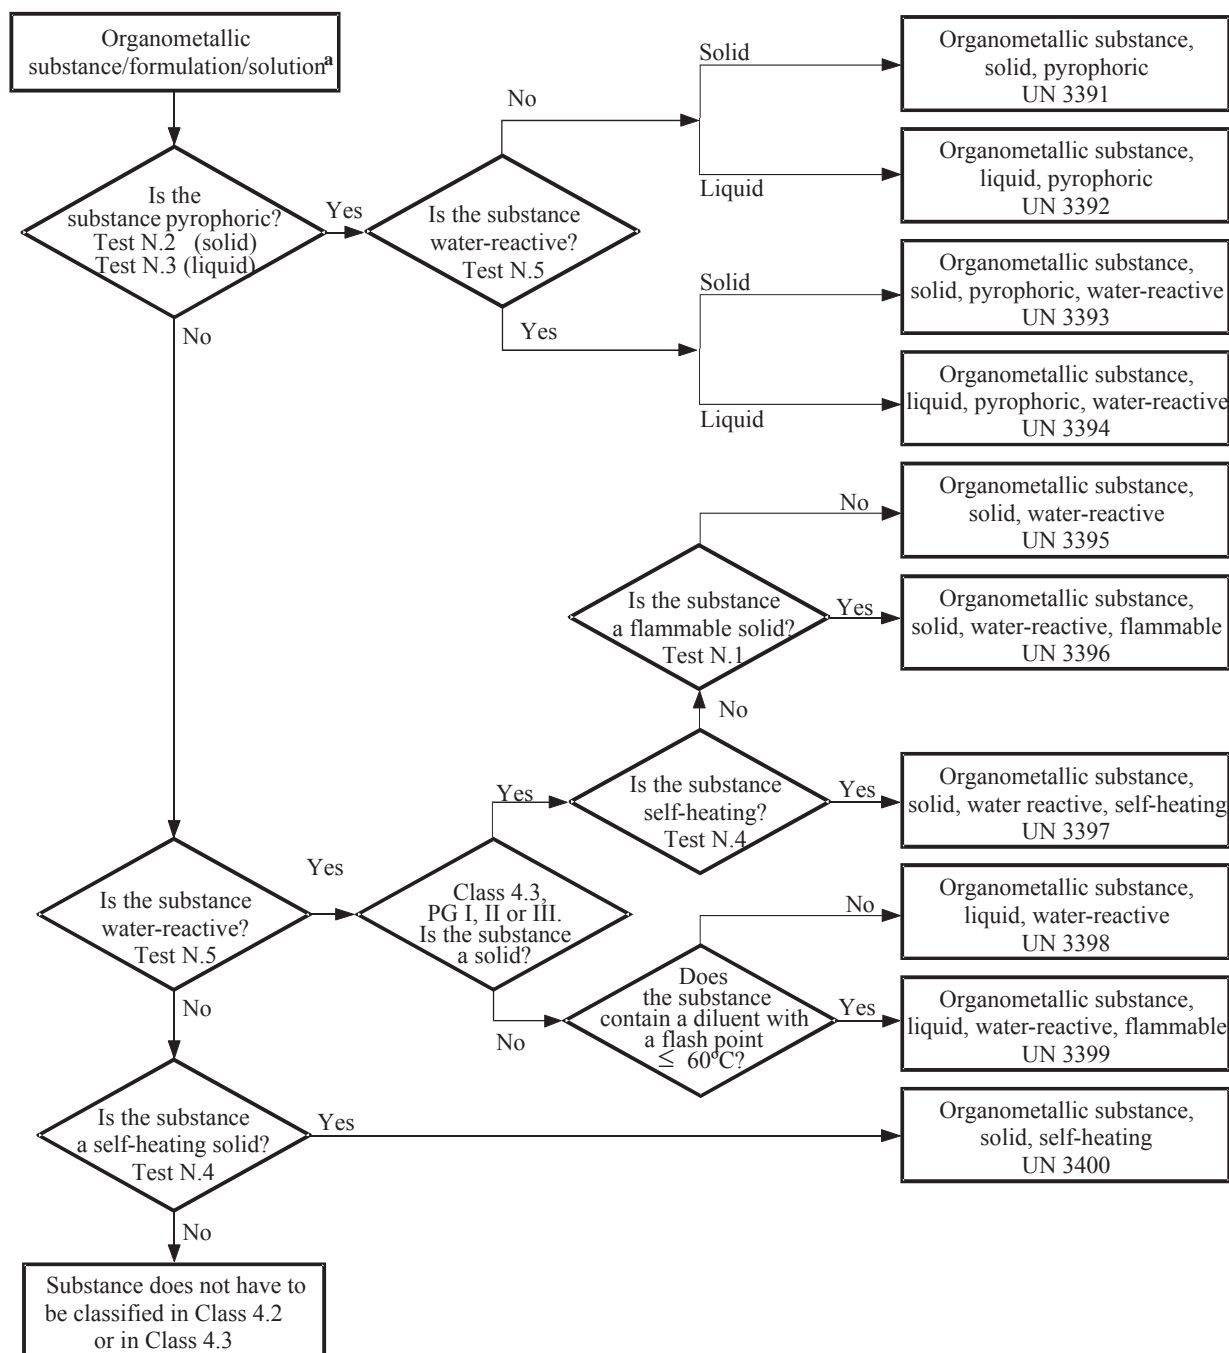 Organometallic
substance/formulation/solutionª
Is the
substance pyrophoric?
Test N.2 (solid)
Test N.3 (liquid)
Yes
No
Is the substance
water-reactive?
Test N.5
No
Yes
Solid
Liquid
Solid
Liquid
Organometallic substance,
solid, pyrophoric
UN 3391
Organometallic substance,
liquid, pyrophoric
UN 3392
Organometallic substance,
solid, pyrophoric, water-reactive
UN 3393
Organometallic substance,
liquid, pyrophoric, water-reactive
UN 3394
Organometallic substance,
solid, water-reactive
UN 3395
No
Is the substance
a flammable solid?
Test N.1
Yes
Organometallic substance,
solid, water-reactive, flammable
UN 3396
No
Is the substance
self-heating?
Test N.4
Yes
Organometallic substance,
solid, water reactive, self-heating
UN 3397
Yes
Is the substance
water-reactive?
Test N.5
Yes
Class 4.3,
PG I, II or III.
Is the substance
a solid?
No
No
Organometallic substance,
liquid, water-reactive
UN 3398
Does
the substance
contain a diluent with
a flash point
≤ 60ºC?
No
Yes
Organometallic substance,
liquid, water-reactive, flammable
UN 3399
Is the substance
a self-heating solid?
Test N.4
Yes
Organometallic substance,
solid, self-heating
UN 3400
No
Substance does not have to
be classified in Class 4.2
or in Class 4.3